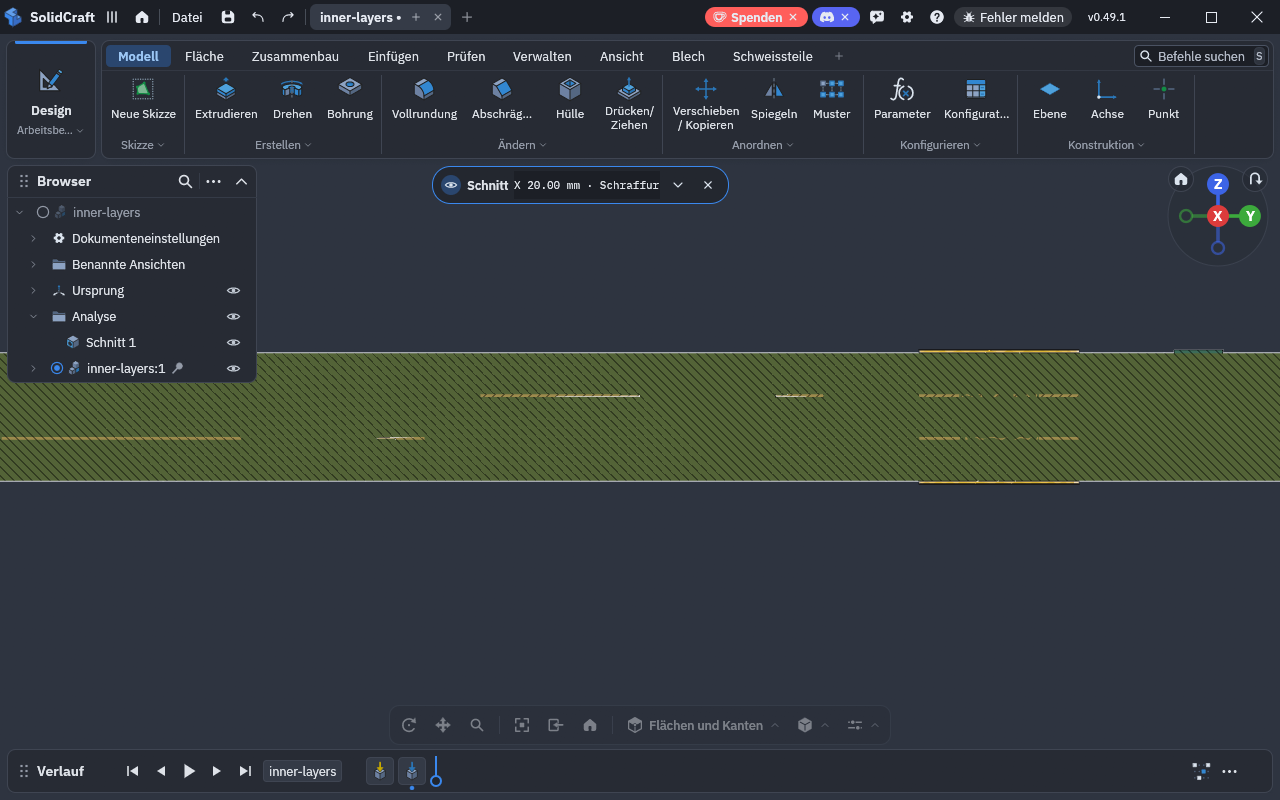 SolidCraft
Datei
inner-layers •
Spenden
Fehler melden
v0.49.1
Design
Arbeitsbe...
Modell
Fläche
Zusammenbau
Einfügen
Prüfen
Verwalten
Ansicht
Blech
Schweissteile
Befehle suchen S
Neue Skizze
Extrudieren
Drehen
Bohrung
Vollrundung
Abschräg...
Hülle
Drücken/
Ziehen
Verschieben
/ Kopieren
Spiegeln
Muster
Parameter
Konfigurat...
Ebene
Achse
Punkt
Skizze
Erstellen
Ändern
Anordnen
Konfigurieren
Konstruktion
Browser
inner-layers
Dokumenteneinstellungen
Benannte Ansichten
Ursprung
Analyse
Schnitt 1
inner-layers:1
Schnitt X 20.00 mm · Schraffur
Z
X
Y
Flächen und Kanten
Verlauf
inner-layers